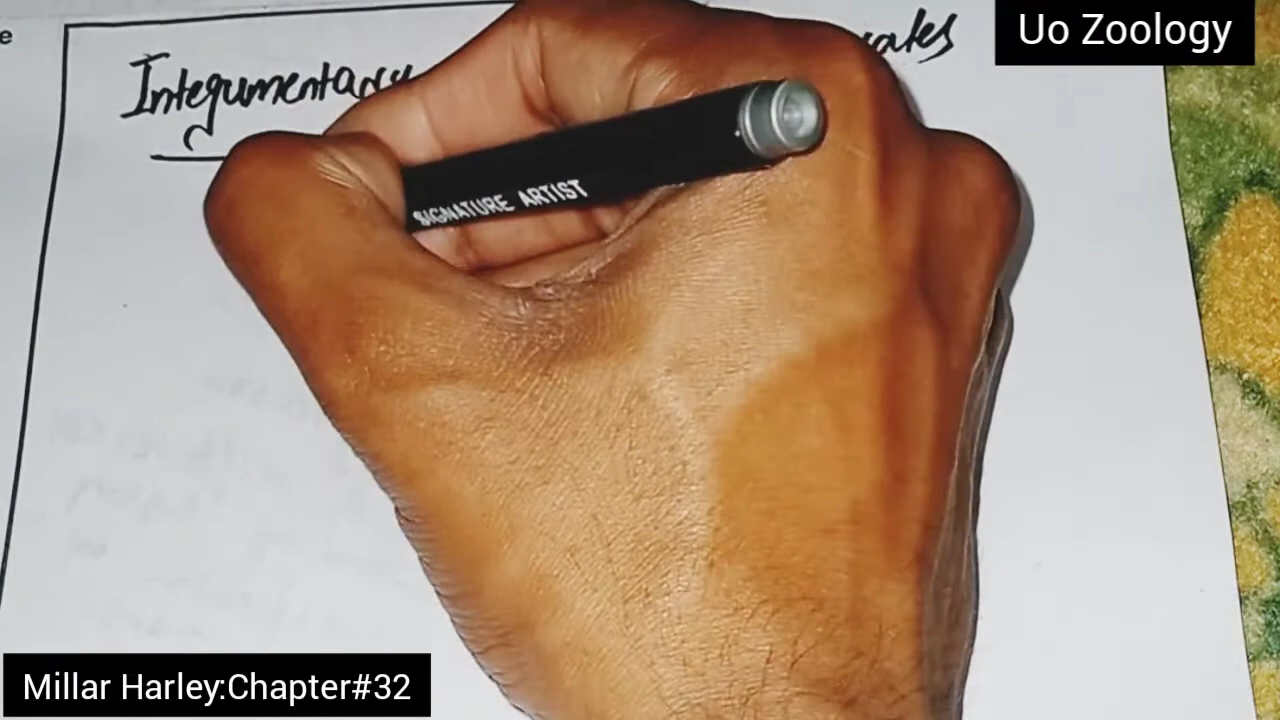 Uo Zoology
e
Integumentary
SIGNATURE ARTIST
Millar Harley:Chapter#32